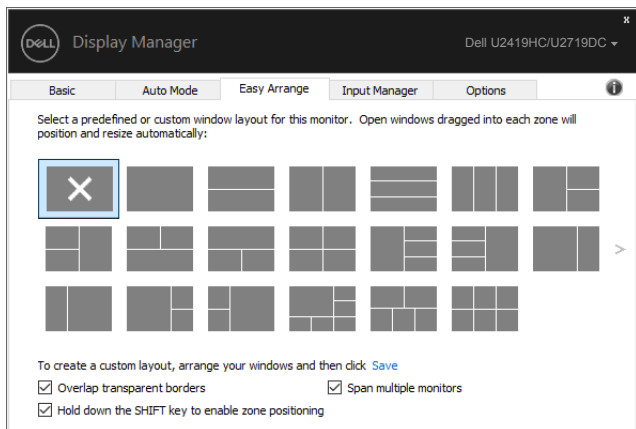 DELL Display Manager Dell U2419HC/U2719DC
x
Basic Auto Mode Easy Arrange Input Manager Options
Select a predefined or custom window layout for this monitor. Open windows dragged into each zone will
position and resize automatically:
>
To create a custom layout, arrange your windows and then click Save
Overlap transparent borders Span multiple monitors
Hold down the SHIFT key to enable zone positioning